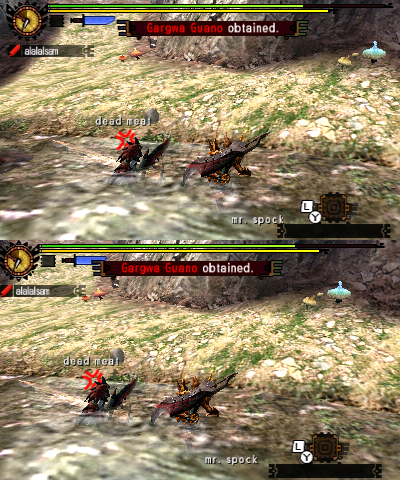 Gargwa Guano obtained.
alalalsam
dead meat
L
Y
mr. spock
Gargwa Guano obtained.
alalalsam
dead meat
L
Y
mr. spock